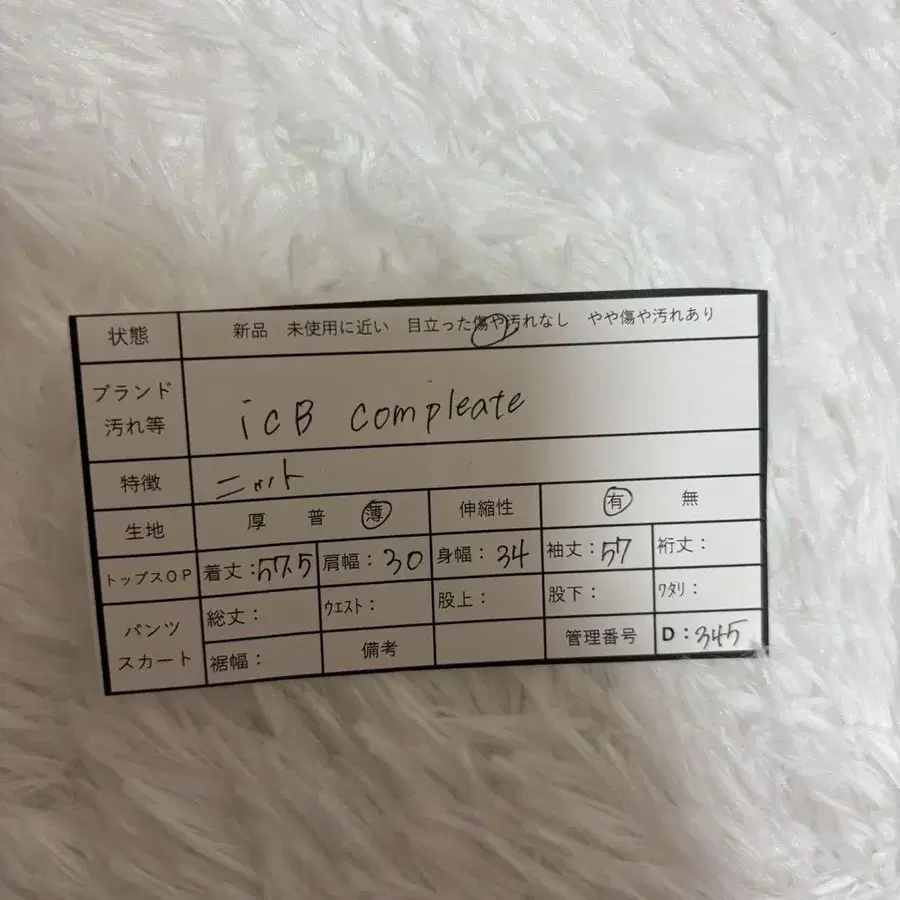 状態 新品 未使用に近い 目立った傷や汚れなし やや傷や汚れあり
ブランド
汚れ等 icB compleate
特徴 ニット
生地 厚 普 薄 伸縮性 有 無
トップスOP 着丈:57.5 肩幅:30 身幅:34 袖丈:57 裄丈:
パンツ
スカート
総丈: ウエスト: 股上: 股下: ワタリ:
裾幅: 備考 管理番号 D:345